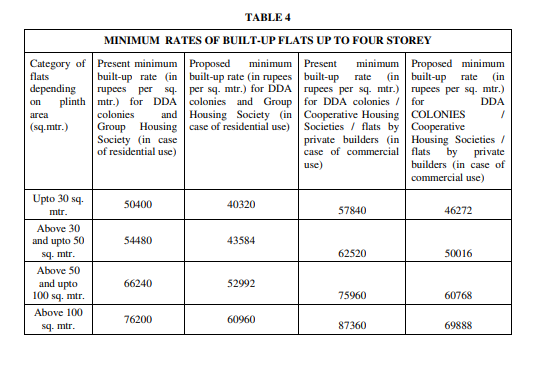 TABLE 4
MINIMUM RATES OF BUILT-UP FLATS UP TO FOUR STOREY
Category of
flats
depending
on plinth
area
(sq.mtr.)
Present minimum
built-up rate (in
rupees per sq.
mtr.) for DDA
colonies and
Group Housing
Society (in case
of residential use)
Proposed minimum
built-up rate (in rupees
per sq. mtr.) for DDA
colonies and Group
Housing Society (in
case of residential use)
Present minimum
built-up rate (in
rupees per sq. mtr.)
for DDA colonies /
Cooperative Housing
Societies / flats by
private builders (in
case of commercial
use)
Proposed minimum
built-up rate (in
rupees per sq. mtr.)
for DDA
COLONIES /
Cooperative
Housing Societies /
flats by private
builders (in case of
commercial use)
Upto 30 sq.
mtr.
50400
40320
57840
46272
Above 30
and upto 50
sq. mtr.
54480
43584
62520
50016
Above 50
and upto
100 sq. mtr.
66240
52992
75960
60768
Above 100
sq. mtr.
76200
60960
87360
69888